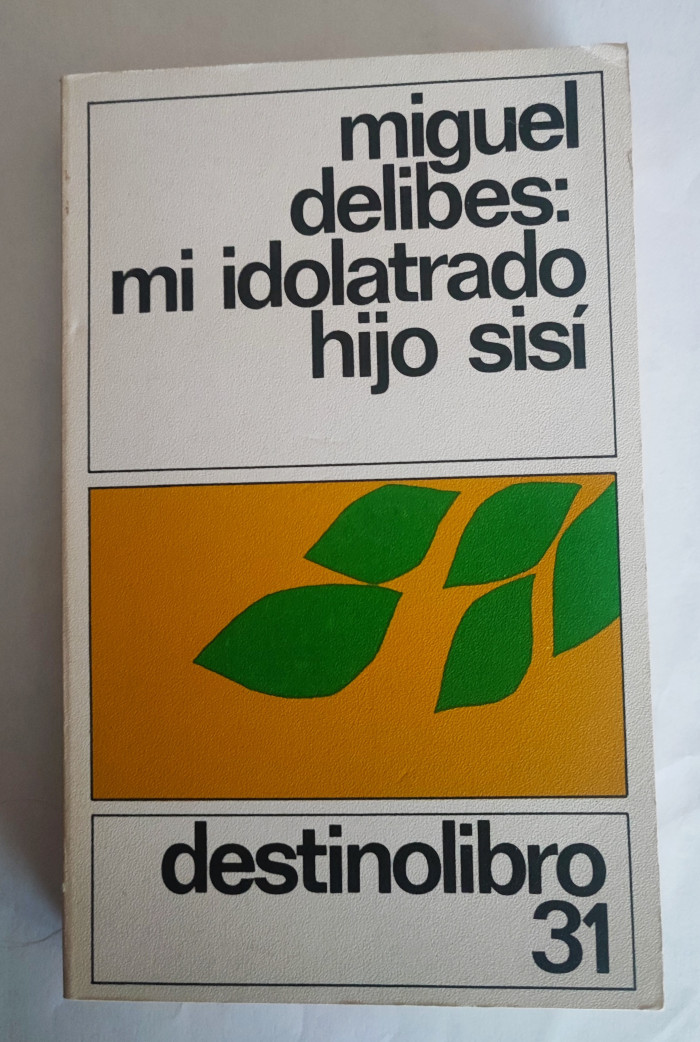 miguel
delibes:
mi idolatrado
hijo sisí
destinolibro
31